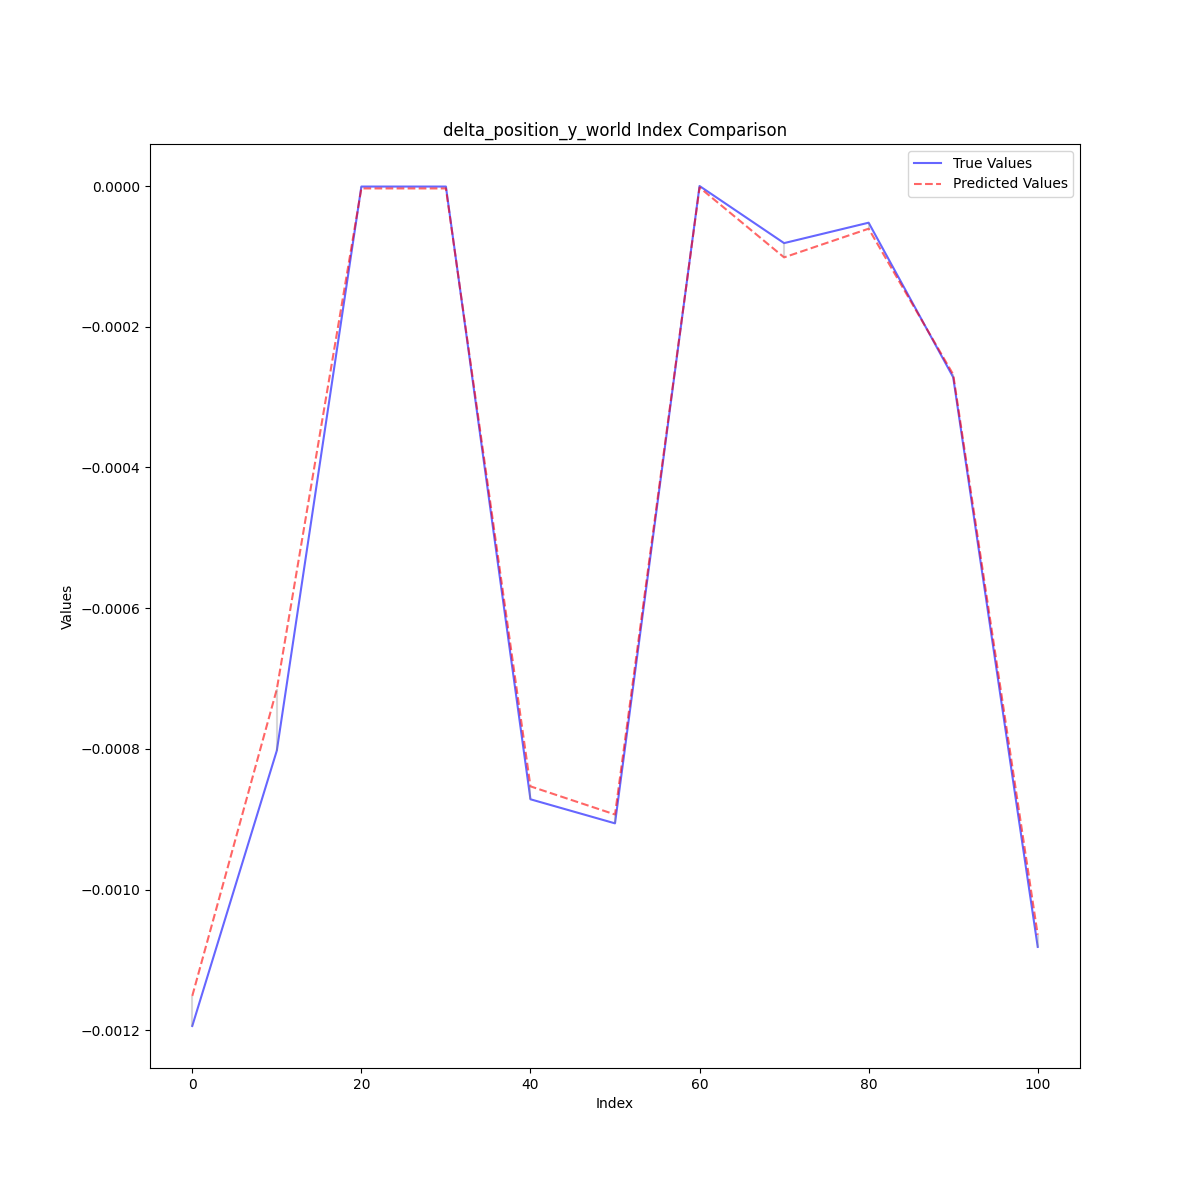 delta_position_y_world Index Comparison
True Values
Predicted Values
0.0000
−0.0002
−0.0004
−0.0006
−0.0008
−0.0010
−0.0012
Values
0 20 40 60 80 100
Index